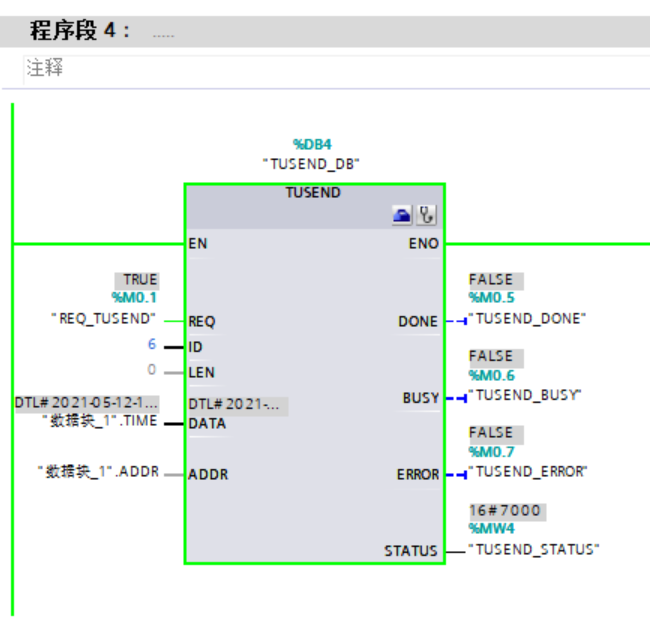 程序段 4： .....
注释
%DB4
"TUSEND_DB"
TUSEND
EN
ENO
TRUE
%M0.1
"REQ_TUSEND"
REQ
FALSE
%M0.5
DONE
"TUSEND_DONE"
6
ID
0
LEN
FALSE
%M0.6
BUSY
"TUSEND_BUSY"
DTL#2021-05-12-1...
"数据块_1".TIME
DTL#2021-...
DATA
FALSE
%M0.7
"数据块_1".ADDR
ADDR
ERROR
"TUSEND_ERROR"
16#7000
%MW4
STATUS
"TUSEND_STATUS"